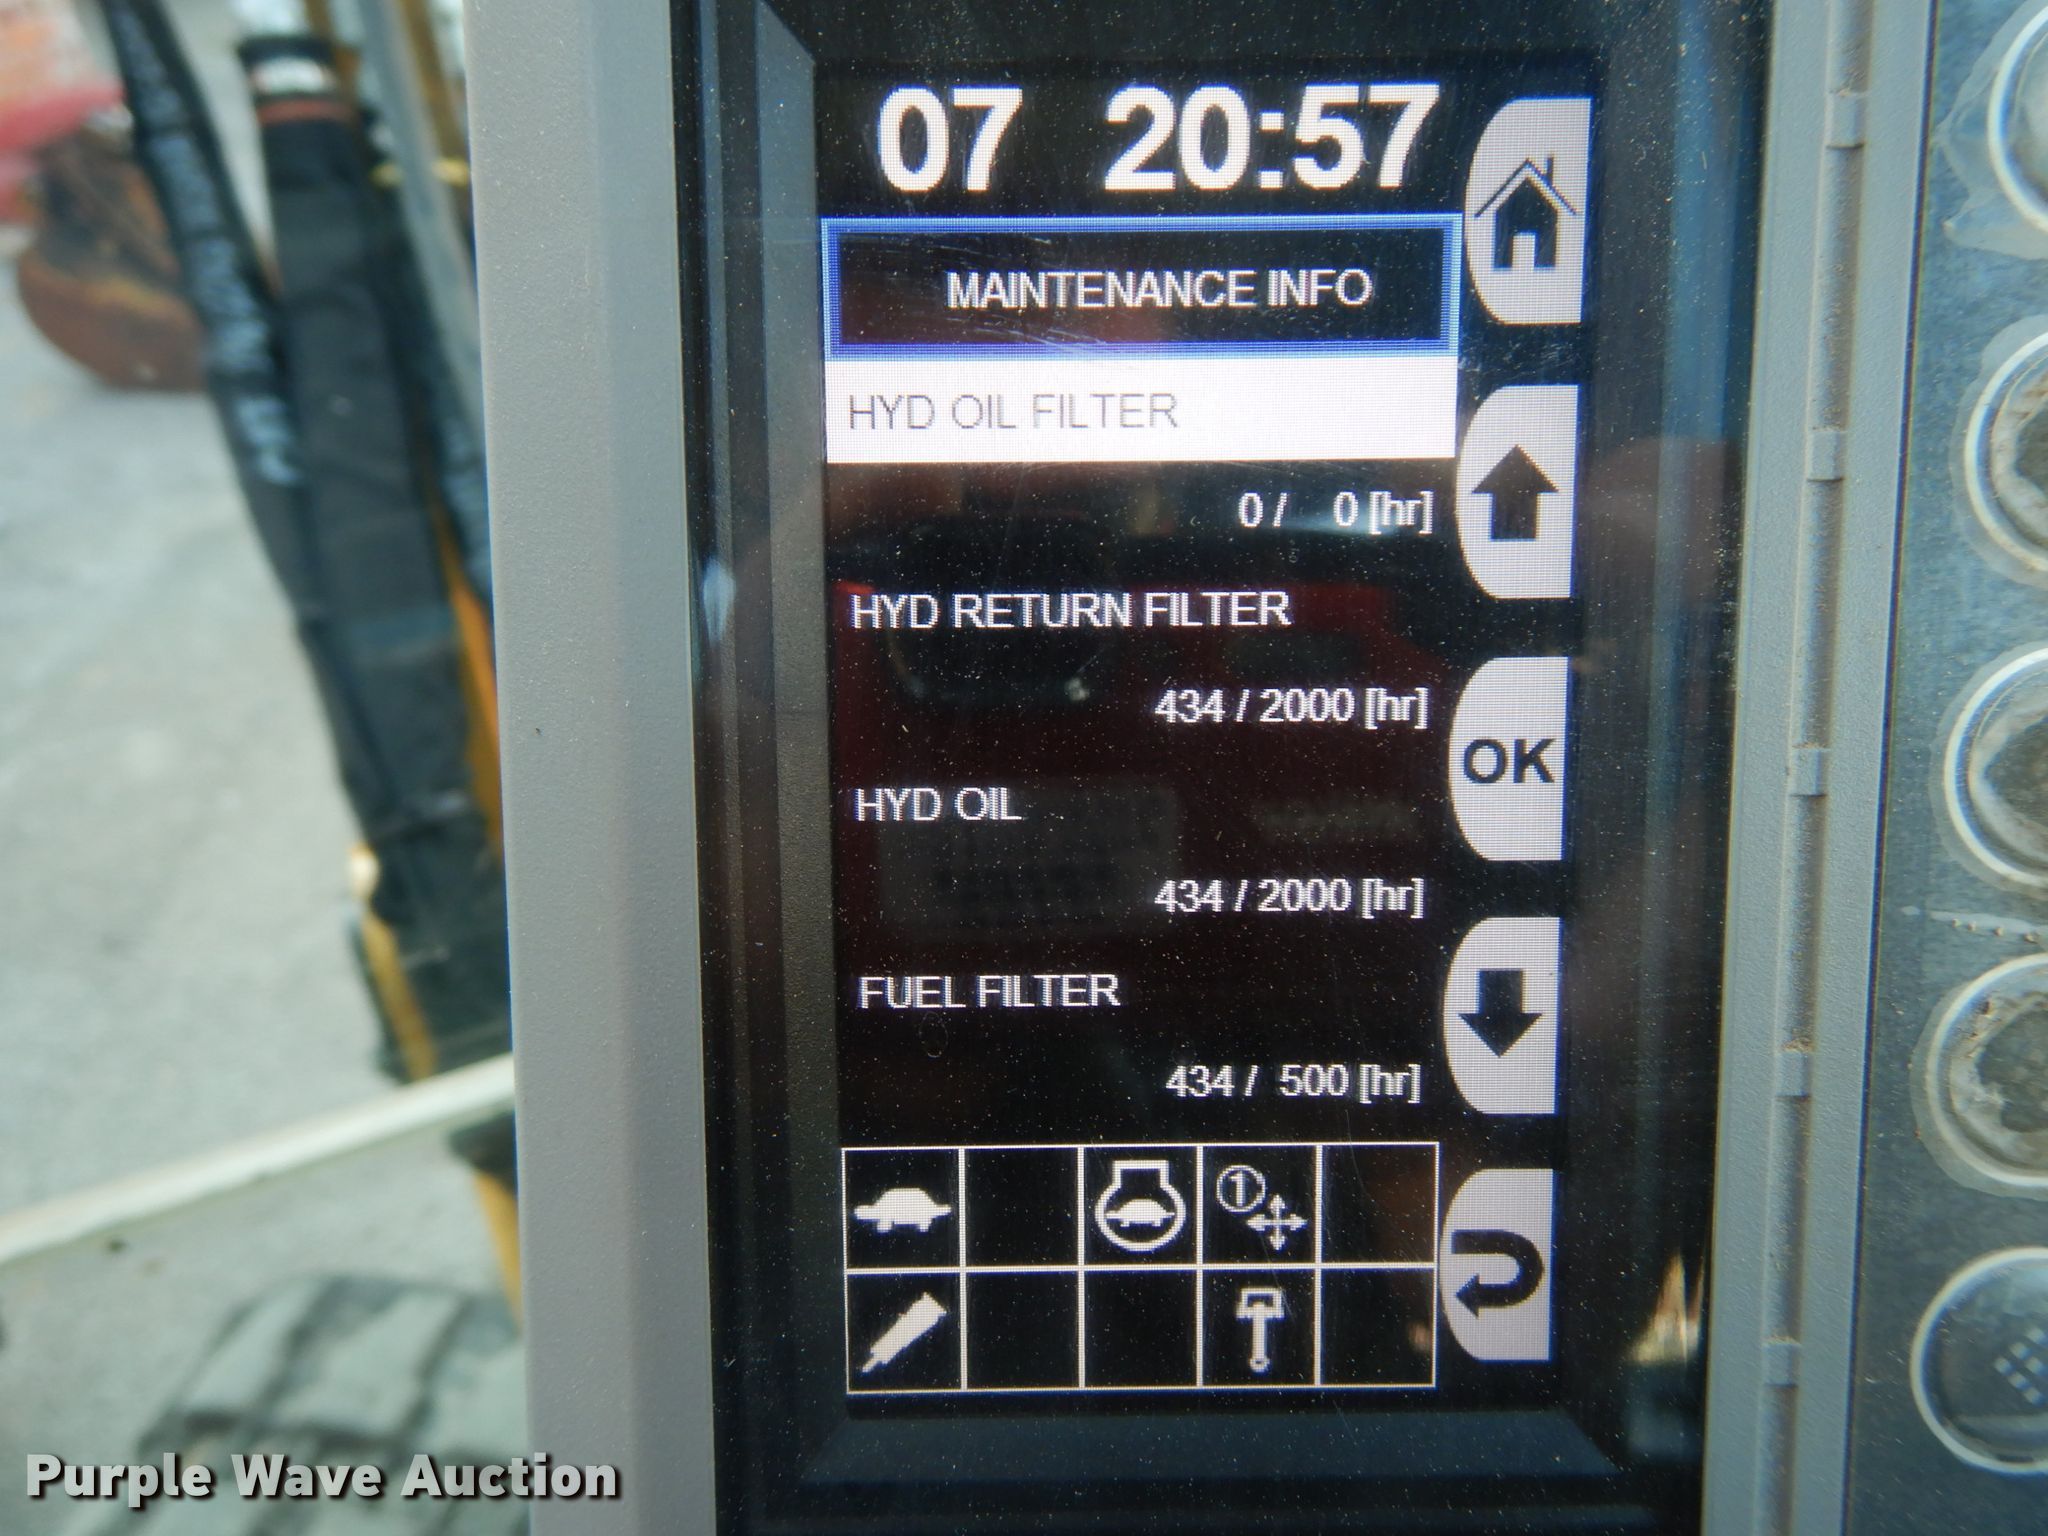 07 20:57
MAINTENANCE INFO
HYD OIL FILTER
0 / 0 [hr]
HYD RETURN FILTER
434 / 2000 [hr]
HYD OIL
434 / 2000 [hr]
FUEL FILTER
434 / 500 [hr]
OK
1
Purple Wave Auction